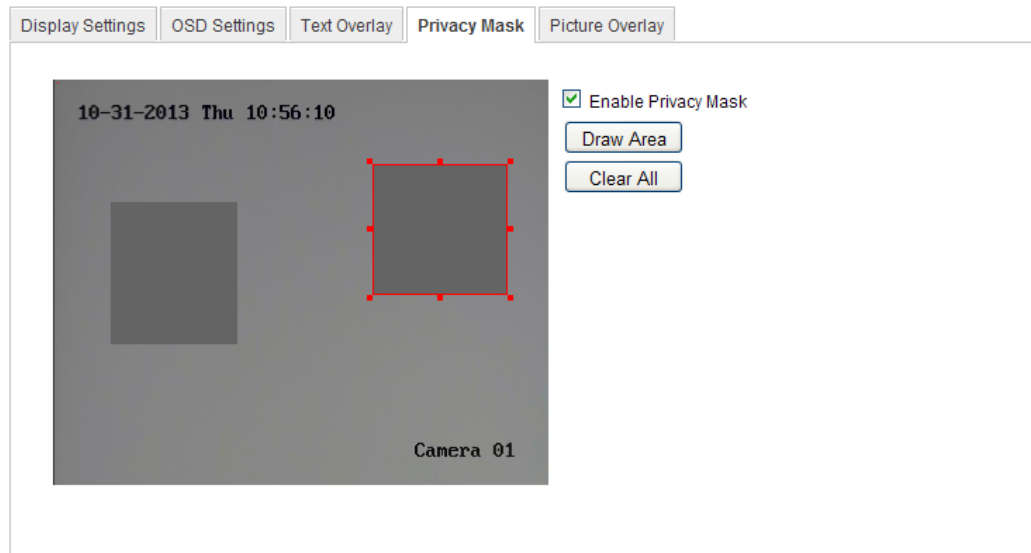 Display Settings OSD Settings Text Overlay Privacy Mask Picture Overlay
10-31-2013 Thu 10:56:10
Enable Privacy Mask
Draw Area
Clear All
Camera 01